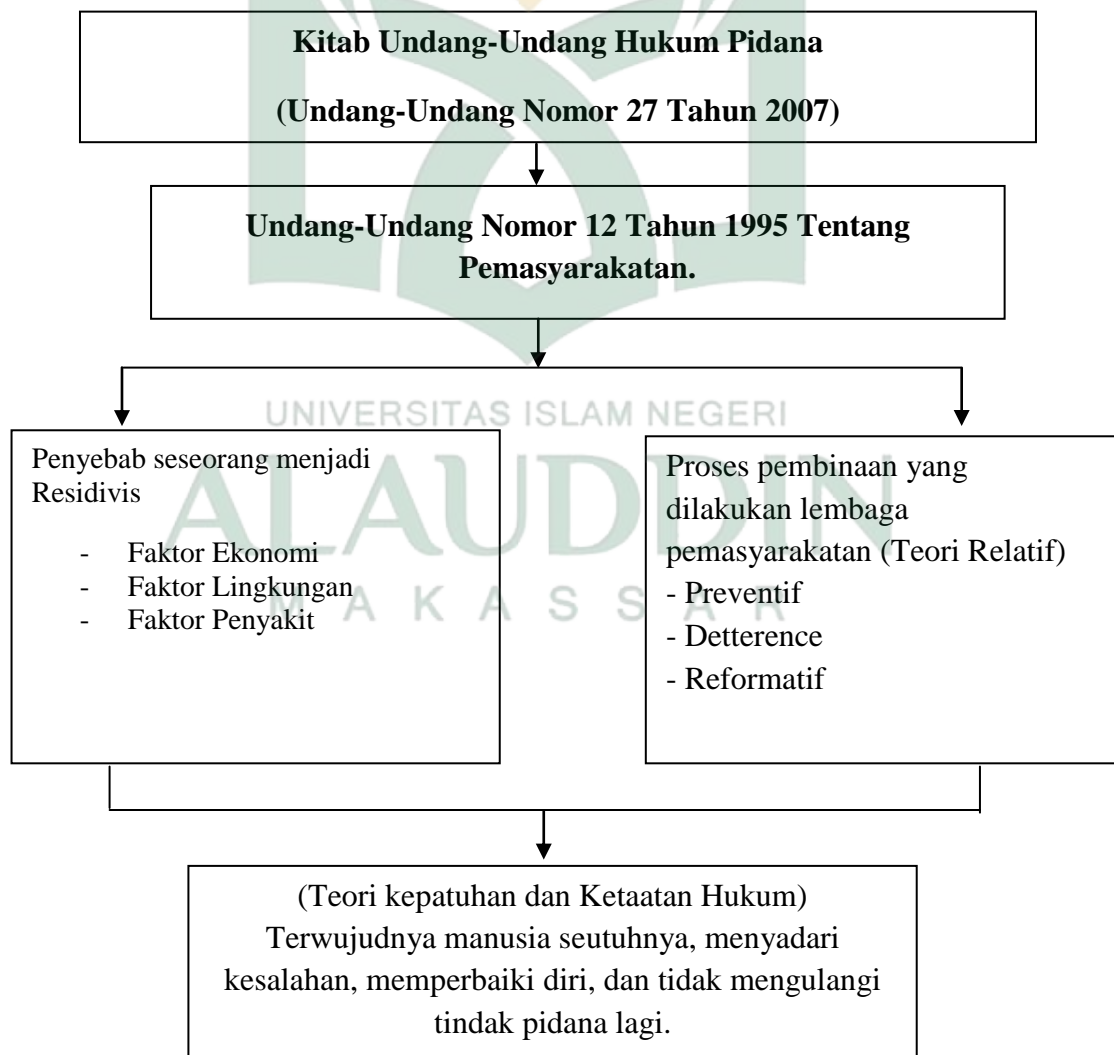 Kitab Undang-Undang Hukum Pidana
(Undang-Undang Nomor 27 Tahun 2007)
Undang-Undang Nomor 12 Tahun 1995 Tentang
Pemasyarakatan.
UNIVERSITAS ISLAM NEGERI
ALAUDDIN
MAKASSAR
Penyebab seseorang menjadi
Residivis
- Faktor Ekonomi
- Faktor Lingkungan
- Faktor Penyakit
Proses pembinaan yang
dilakukan lembaga
pemasyarakatan (Teori Relatif)
- Preventif
- Detterence
- Reformatif
(Teori kepatuhan dan Ketaatan Hukum)
Terwujudnya manusia seutuhnya, menyadari
kesalahan, memperbaiki diri, dan tidak mengulangi
tindak pidana lagi.